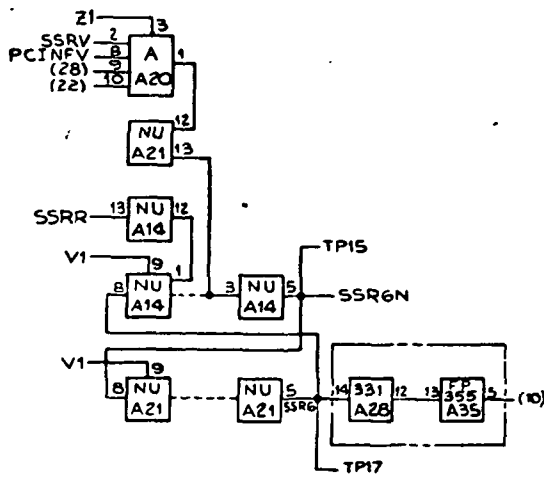 Z1 3
SSRV 2
PCINFV 8 A 1
(28) 9
(22) 10 A20
NU 12
A21 13
SSRR 13 NU 12
A14
V1 9 1
8 NU 3 NU 5
A14 A14
TP15
SSRGN
V1 9
8 NU NU 5
A21 A21 SSRG
14 331 12 13 FP 5 (10)
A28 355
A35
TP17